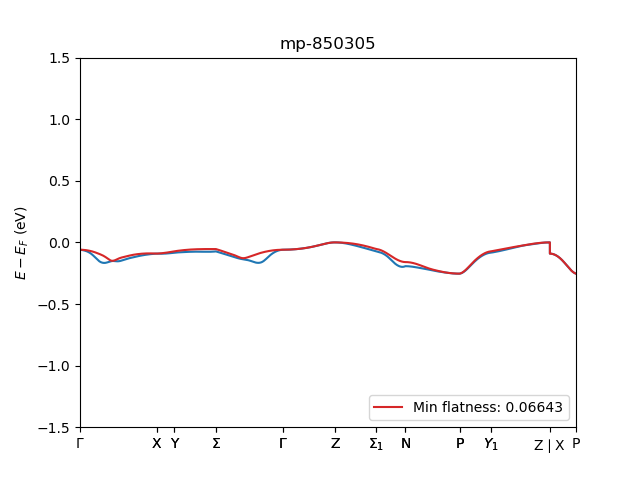 mp-850305
1.5
1.0
0.5
0.0
−0.5
−1.0
−1.5
E − E_F (eV)
Min flatness: 0.06643
Γ X Y Σ Γ Z Σ₁ N P Y₁ Z | X P